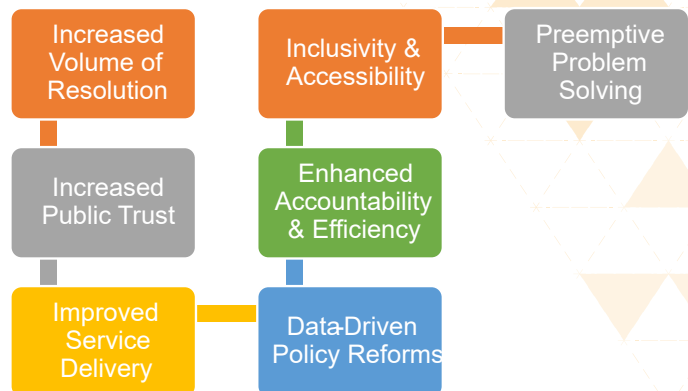 Increased
Volume of
Resolution
Increased
Public Trust
Improved
Service
Delivery
Data-Driven
Policy Reforms
Enhanced
Accountability
& Efficiency
Inclusivity &
Accessibility
Preemptive
Problem
Solving